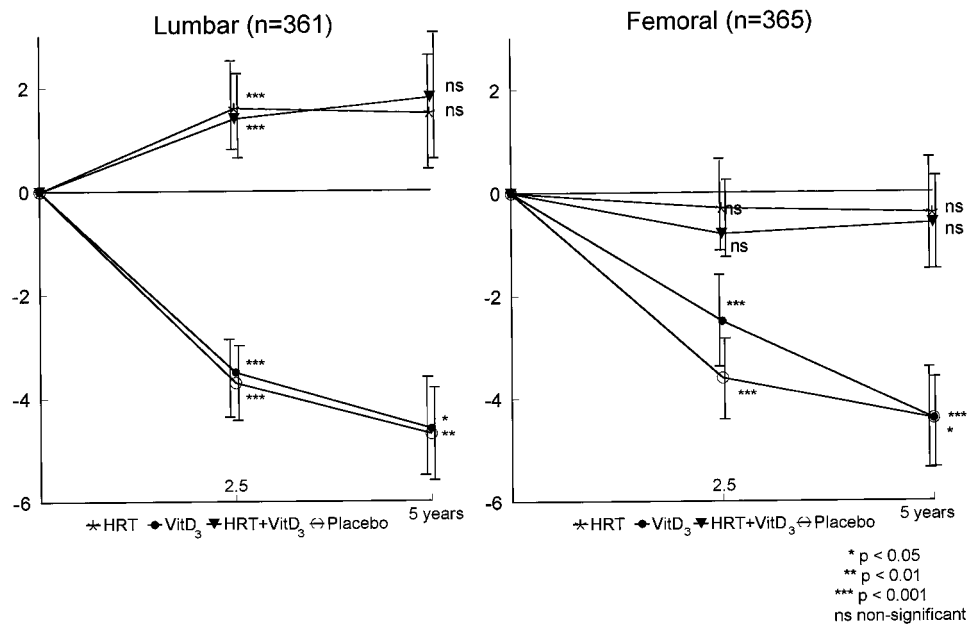 Lumbar (n=361)
2
0
-2
-4
-6
***
***
ns
ns
***
***
*
**
2.5
5 years
HRT VitD3 HRT+VitD3 Placebo
Femoral (n=365)
2
0
-2
-4
-6
ns
ns
ns
ns
***
***
***
*
2.5
5 years
HRT VitD3 HRT+VitD3 Placebo
* p < 0.05
** p < 0.01
*** p < 0.001
ns non-significant